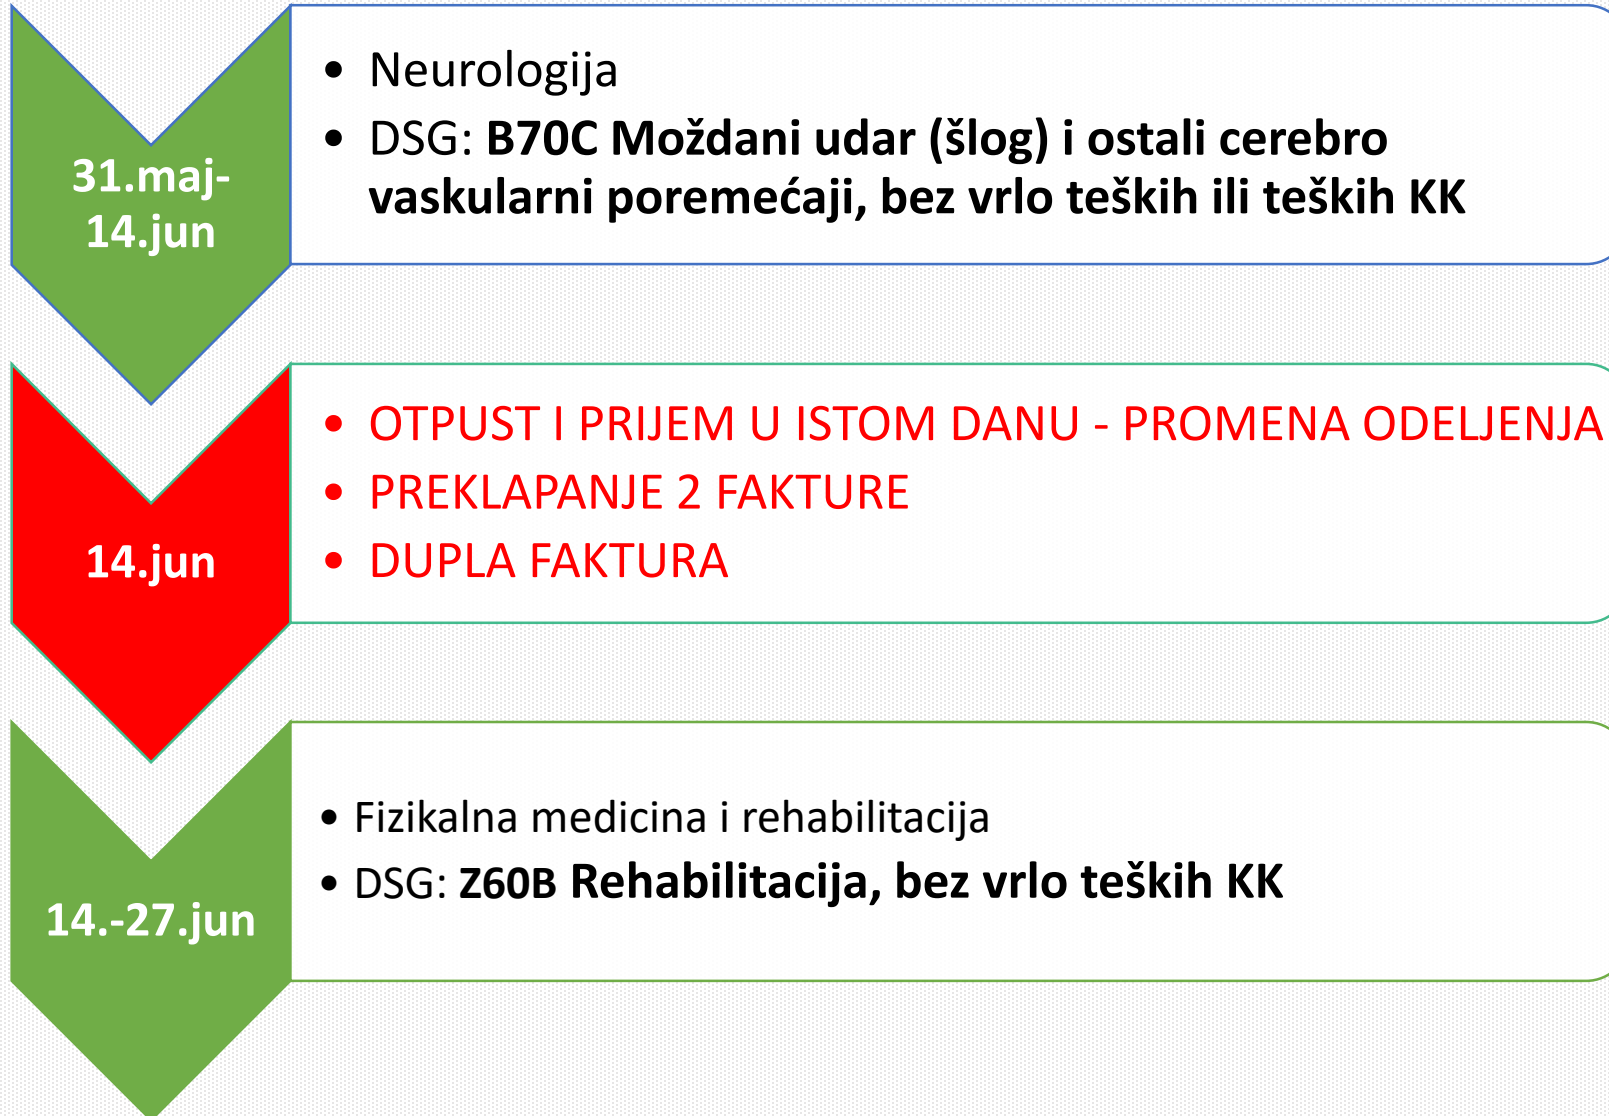 31.maj-
14.jun
• Neurologija
• DSG: B70C Moždani udar (šlog) i ostali cerebro
vaskularni poremećaji, bez vrlo teških ili teških KK
14.jun
• OTPUST I PRIJEM U ISTOM DANU - PROMENA ODELJENJA
• PREKLAPANJE 2 FAKTURE
• DUPLA FAKTURA
14.-27.jun
• Fizikalna medicina i rehabilitacija
• DSG: Z60B Rehabilitacija, bez vrlo teških KK